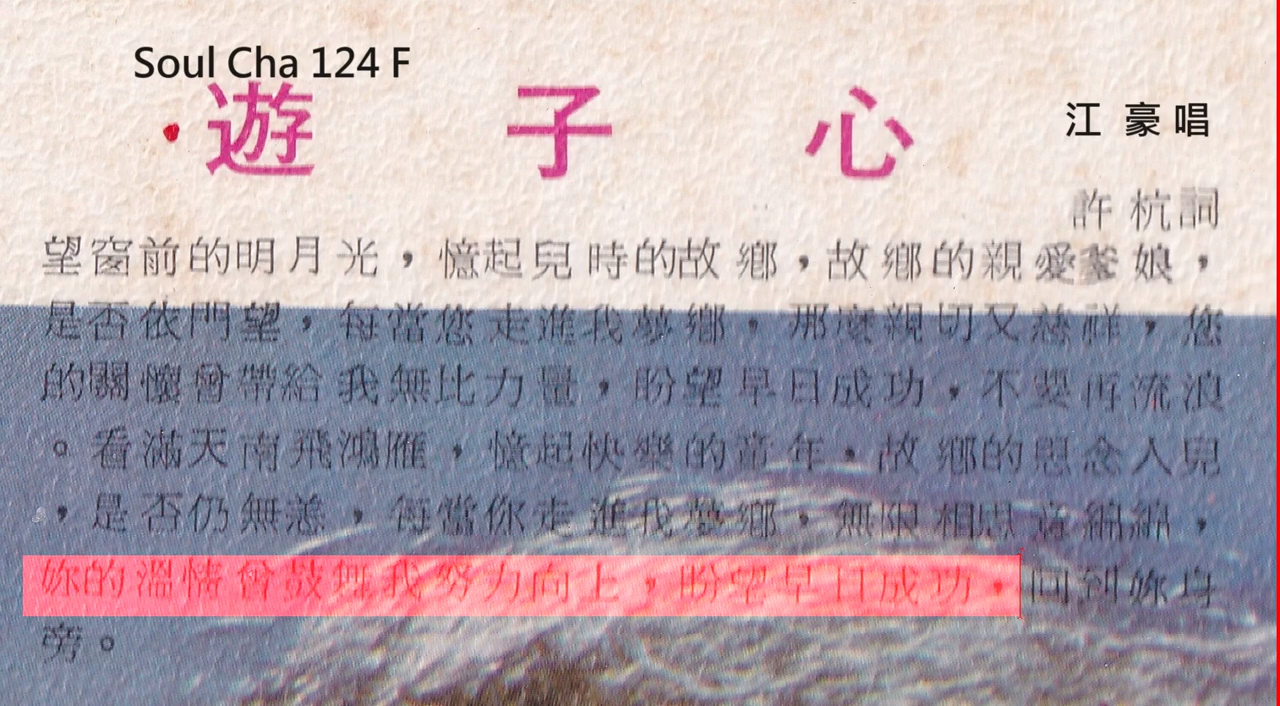 Soul Cha 124 F
遊子心
江豪唱
許杭詞
望窗前的明月光，憶起兒時的故鄉，故鄉的親愛爹娘，
是否依門望，每當您走進我夢鄉，那麼親切又慈祥，您
的關懷曾帶給我無比力量，盼望早日成功，不要再流浪
。看滿天南飛鴻雁，憶起快樂的童年，故鄉的思念人兒
，是否仍無恙，每當你走進我夢鄉，無限相思意綿綿，
妳的溫情曾鼓舞我努力向上，盼望早日成功，回到妳身
旁。